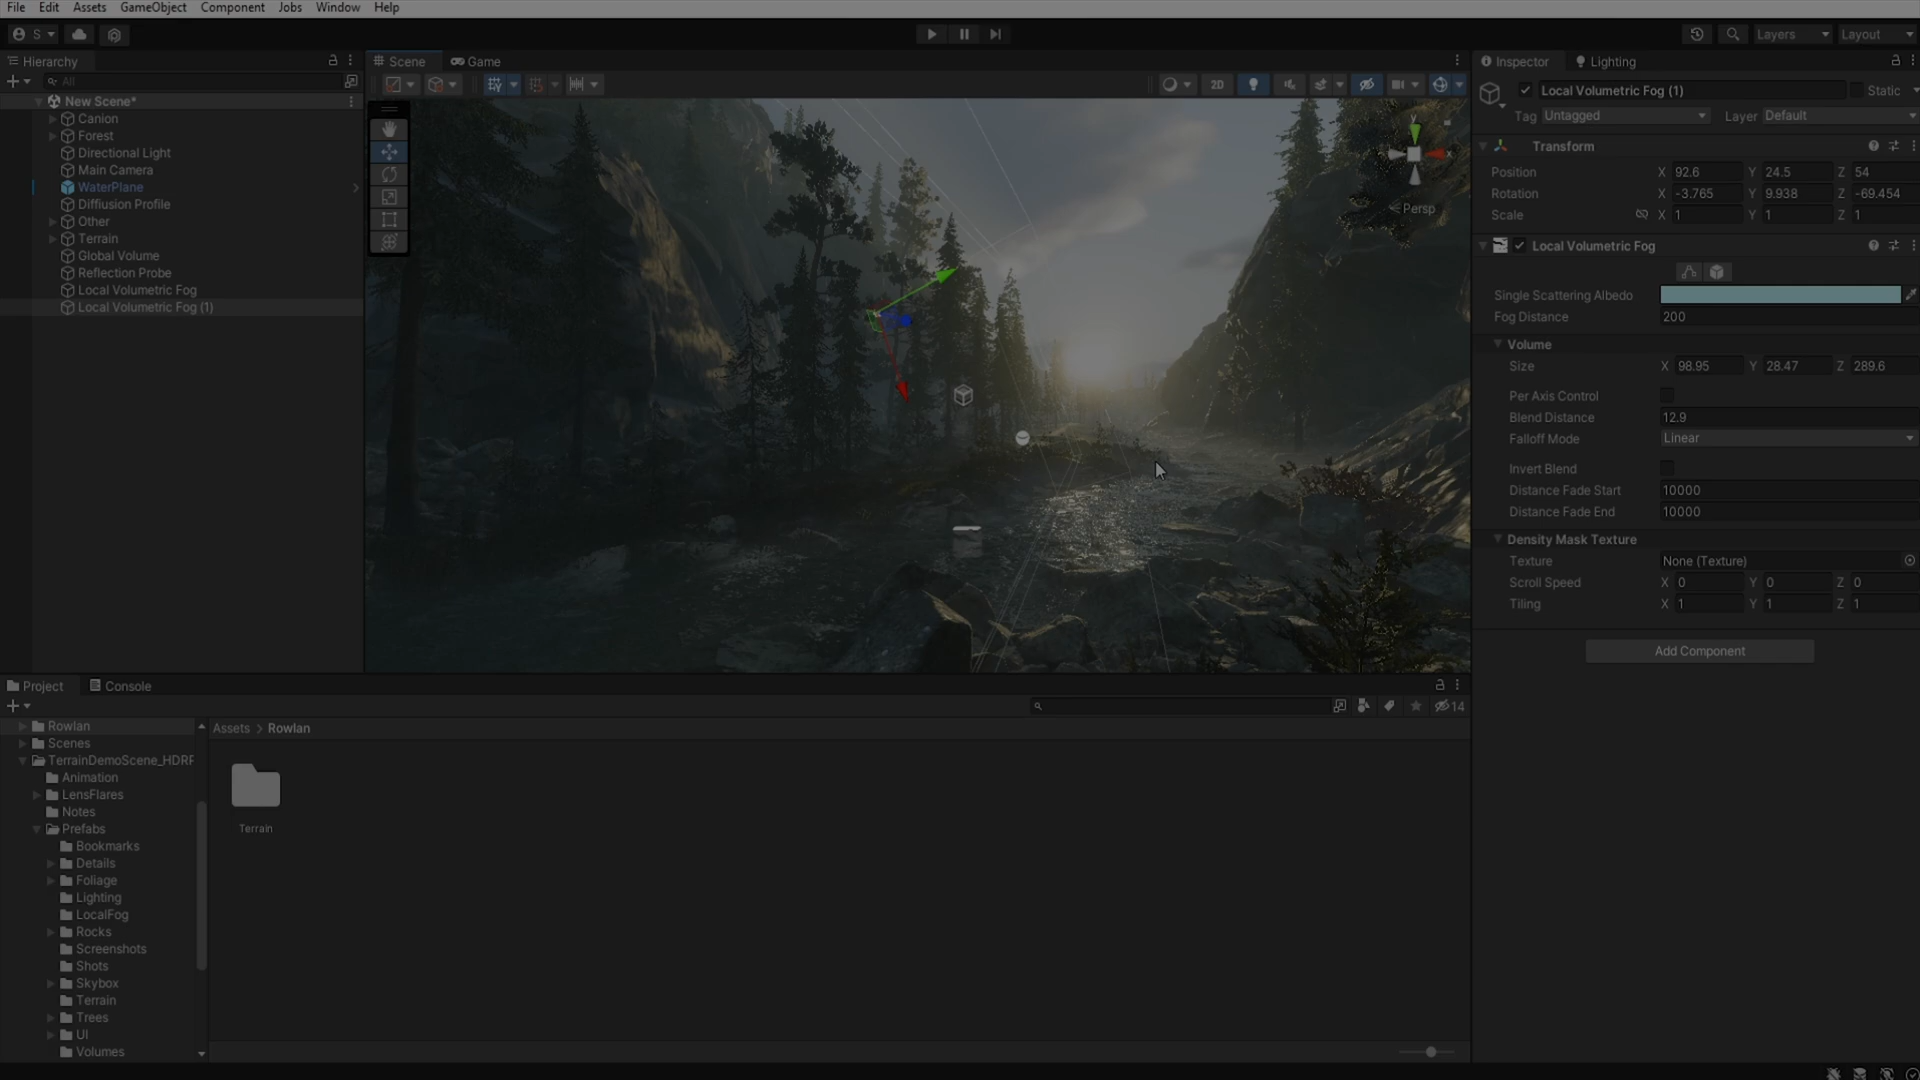 File Edit Assets GameObject Component Jobs Window Help
S Layers Layout
Hierarchy
All
New Scene*
Canion
Forest
Directional Light
Main Camera
WaterPlane
Diffusion Profile
Other
Terrain
Global Volume
Reflection Probe
Local Volumetric Fog
Local Volumetric Fog (1)
Scene Game
2D
y
x
Persp
Inspector Lighting
Local Volumetric Fog (1) Static
Tag Untagged Layer Default
Transform
Position X 92.6 Y 24.5 Z 54
Rotation X -3.765 Y 9.938 Z -69.454
Scale X 1 Y 1 Z 1
Local Volumetric Fog
Single Scattering Albedo
Fog Distance 200
Volume
Size X 98.95 Y 28.47 Z 289.6
Per Axis Control
Blend Distance 12.9
Falloff Mode Linear
Invert Blend
Distance Fade Start 10000
Distance Fade End 10000
Density Mask Texture
Texture None (Texture)
Scroll Speed X 0 Y 0 Z 0
Tiling X 1 Y 1 Z 1
Add Component
Project Console
14
Rowlan
Scenes
TerrainDemoScene_HDRF
Animation
LensFlares
Notes
Prefabs
Bookmarks
Details
Foliage
Lighting
LocalFog
Rocks
Screenshots
Shots
Skybox
Terrain
Trees
UI
Volumes
Assets > Rowlan
Terrain